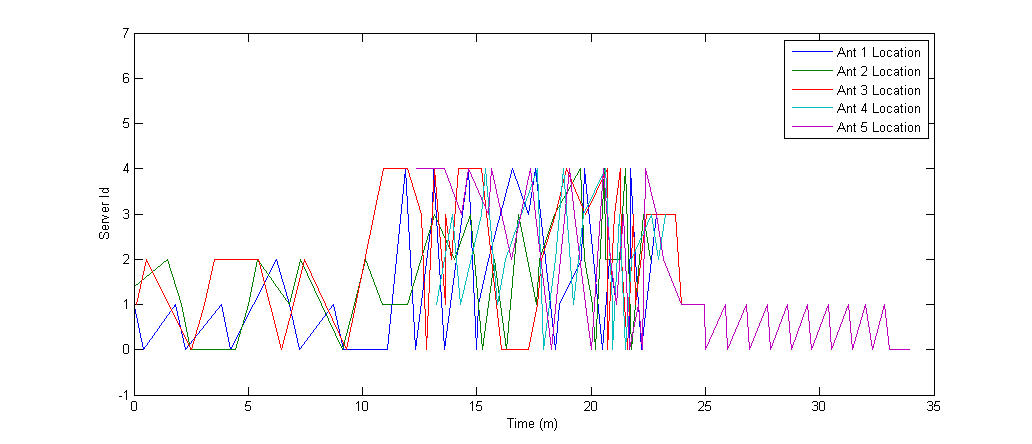 7
6
5
4
3
2
1
0
-1
Server Id
0 5 10 15 20 25 30 35
Time (m)
Ant 1 Location
Ant 2 Location
Ant 3 Location
Ant 4 Location
Ant 5 Location